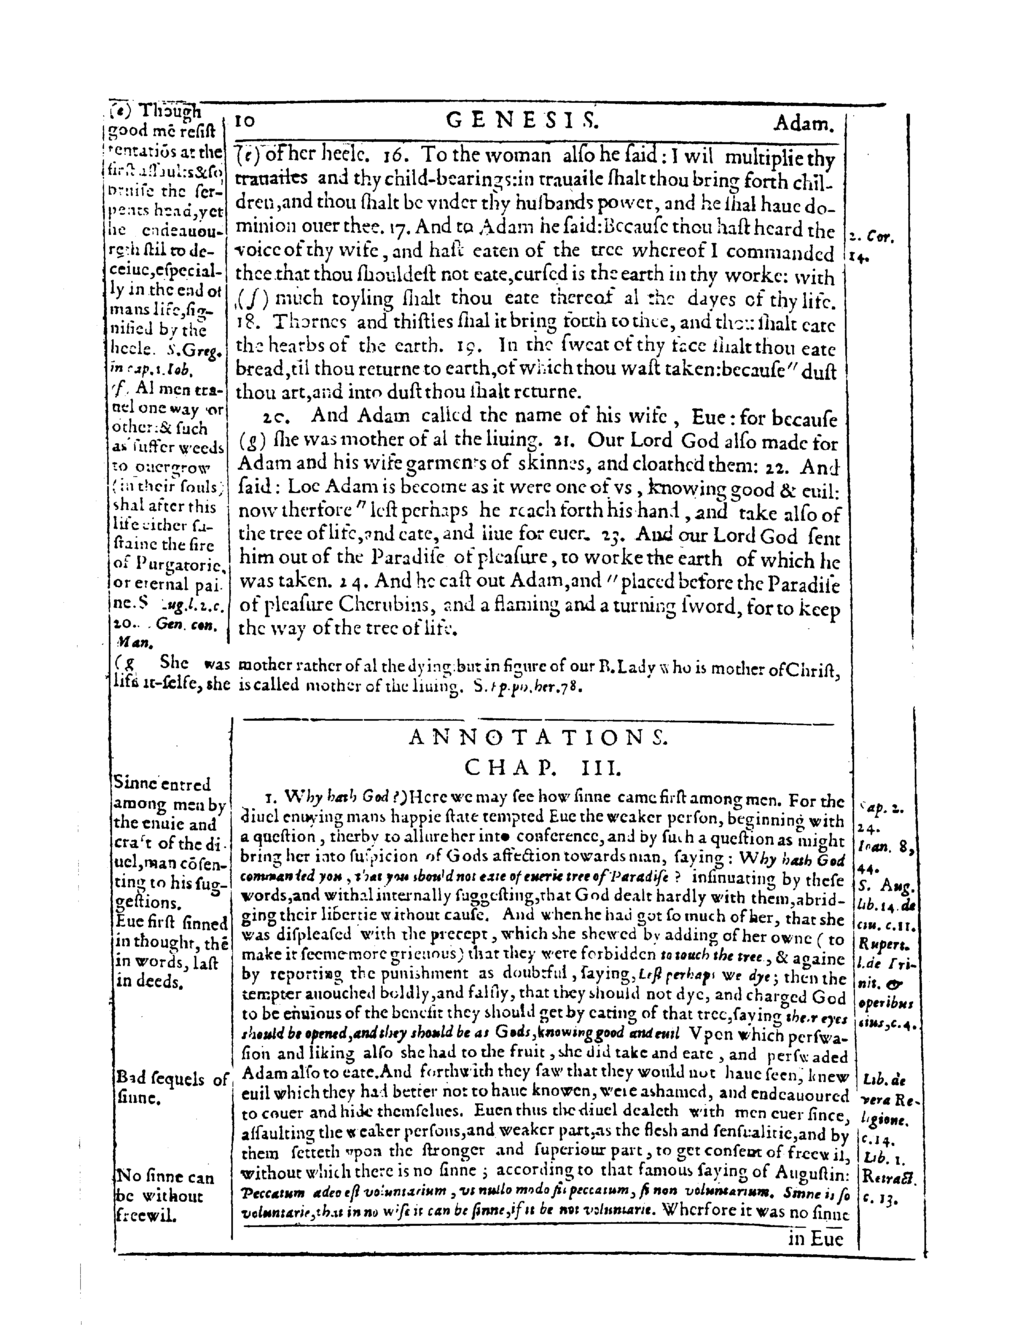 10 GENESIS. Adam.
(e) of her heele. 16. To the woman alſo he ſaid: I wil multiplie thy
trauailes and thy child-bearings: in trauaile ſhalt thou bring forth chil-
dren, and thou ſhalt be vnder thy huſbands power, and he ſhal haue do-
minion ouer thee. 17. And to Adam he ſaid: Becauſe thou haſt heard the
voice of thy wife, and haſt eaten of the tree whereof I commanded
thee that thou ſhouldeſt not eate, curſed is the earth in thy worke: with
(f) much toyling ſhalt thou eate thereof al the dayes of thy life.
18. Thornes and thiſtles ſhal it bring forth to thee, and thou ſhalt eate
the hearbs of the earth. 19. In the ſweat of thy face ſhalt thou eate
bread, til thou returne to earth, of which thou waſt taken: becauſe " duſt
thou art, and into duſt thou ſhalt returne.
20. And Adam called the name of his wife, Eue: for becauſe
(g) ſhe was mother of al the liuing. 21. Our Lord God alſo made for
Adam and his wife garments of skinnes, and cloathed them: 22. And
ſaid: Loe Adam is become as it were one of vs, knowing good & euil:
now therfore " leſt perhaps he reach forth his hand, and take alſo of
the tree of life, and eate, and liue for euer. 23. And our Lord God ſent
him out of the Paradiſe of pleaſure, to worke the earth of which he
was taken. 24. And he caſt out Adam, and " placed before the Paradiſe
of pleaſure Cherubins, and a flaming and a turning ſword, for to keep
the way of the tree of life.
(e) Though
good mē reſiſt
tentatiōs at the
firſt aſſaults & ſo
bruiſe the ſer-
pents head, yet
he endeauou-
reth ſtil to de-
ceiue, eſpecial-
ly in the end of
mans life, ſig-
nified by the
heele. S. Greg.
in cap. 1. Iob.
f. Al men tra-
uel one way or
other: & ſuch
as ſuffer weeds
to ouergrow
(in their ſouls)
shal after this
life either ſu-
ſtaine the fire
of Purgatorie,
or eternal pai-
ne. S. Aug. l. 2. c.
20. Gen. con.
Man.
2. Cor.
14.
(g She was mother rather of al the dying: but in figure of our B. Lady who is mother of Chriſt,
life it-ſelfe, she is called mother of the liuing. S. her. 78.
ANNOTATIONS.
CHAP. III.
1. Why hath God?) Here we may ſee how ſinne came firſt among men. For the
diuel enuying mans happie ſtate tempted Eue the weaker perſon, beginning with
a queſtion, therby to allure her into conference, and by ſuch a queſtion as might
bring her into ſuſpicion of Gods affection towards man, ſaying: Why hath God
commanded you, that you should not eate of euerie tree of Paradiſe? inſinuating by theſe
words, and withal internally ſuggeſting, that God dealt hardly with them, abrid-
ging their libertie without cauſe. And when he had got ſo much of her, that she
was diſpleaſed with the precept, which she shewed by adding of her owne (to
make it ſeeme more grieuous) that they were forbidden to touch the tree, & againe
by reporting the punishment as doubtful, ſaying, Leſt perhaps we dye; then the
tempter auouched boldly, and falſly, that they should not dye, and charged God
to be enuious of the benefit they should get by eating of that tree, ſaying their eyes
should be opened, and they should be as Gods, knowing good and euil Vpon which perſwa-
ſion and liking alſo she had to the fruit, she did take and eate, and perſwaded
Adam alſo to eate. And forthwith they ſaw that they would not haue ſeen, knew
euil which they had better not to haue knowen, were ashamed, and endeauoured
to couer and hide themſelues. Euen thus the diuel dealeth with men euer ſince,
aſſaulting the weaker perſons, and weaker part, as the flesh and ſenſualitie, and by
them ſetteth vpon the ſtronger and ſuperiour part, to get conſent of freewil,
without which there is no ſinne; according to that famous ſaying of Auguſtin:
Peccatum adeo eſt voluntarium, vt nullo modo ſit peccatum, ſi non voluntarium. Sinne is ſo
voluntarie, that in no wiſe it can be ſinne, if it be not voluntarie. Wherfore it was no ſinne
in Eue
Sinne entred
among men by
the enuie and
craft of the di-
uel, man cōſen-
ting to his ſug-
geſtions.
Eue firſt ſinned
in thought, thē
in words, laſt
in deeds.
Bad ſequels of
ſinne.
No ſinne can
be without
freewil.
Cap. 2.
24.
Ioan. 8,
44.
S. Aug.
lib. 14. de
ciu. c. 11.
Rupert.
l. de Tri-
nit. &
operibus
eius, c. 4.
Lib. de
vera Re-
ligione,
c. 14.
Lib. 1.
Retract.
c. 13.